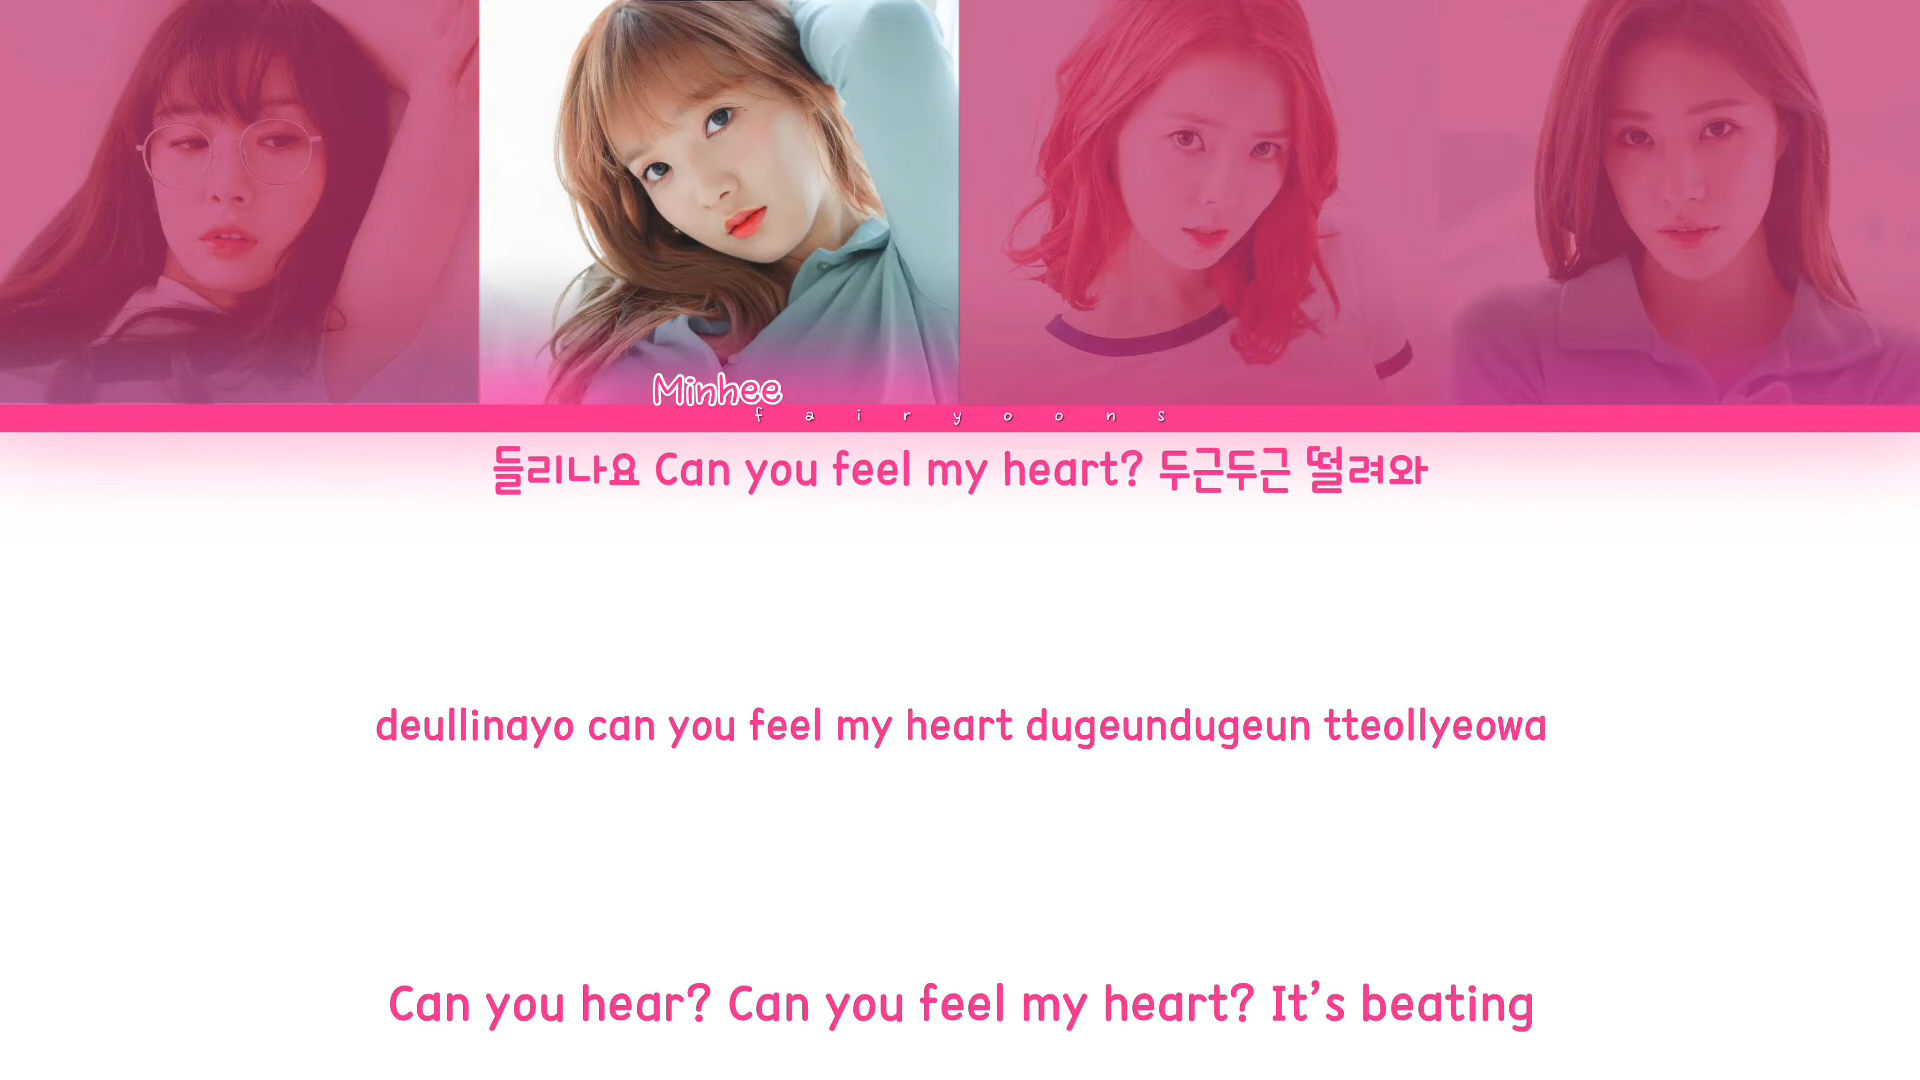 Minhee
fairyoons
들리나요 Can you feel my heart? 두근두근 떨려와
deullinayo can you feel my heart dugeundugeun tteollyeowa
Can you hear? Can you feel my heart? It’s beating